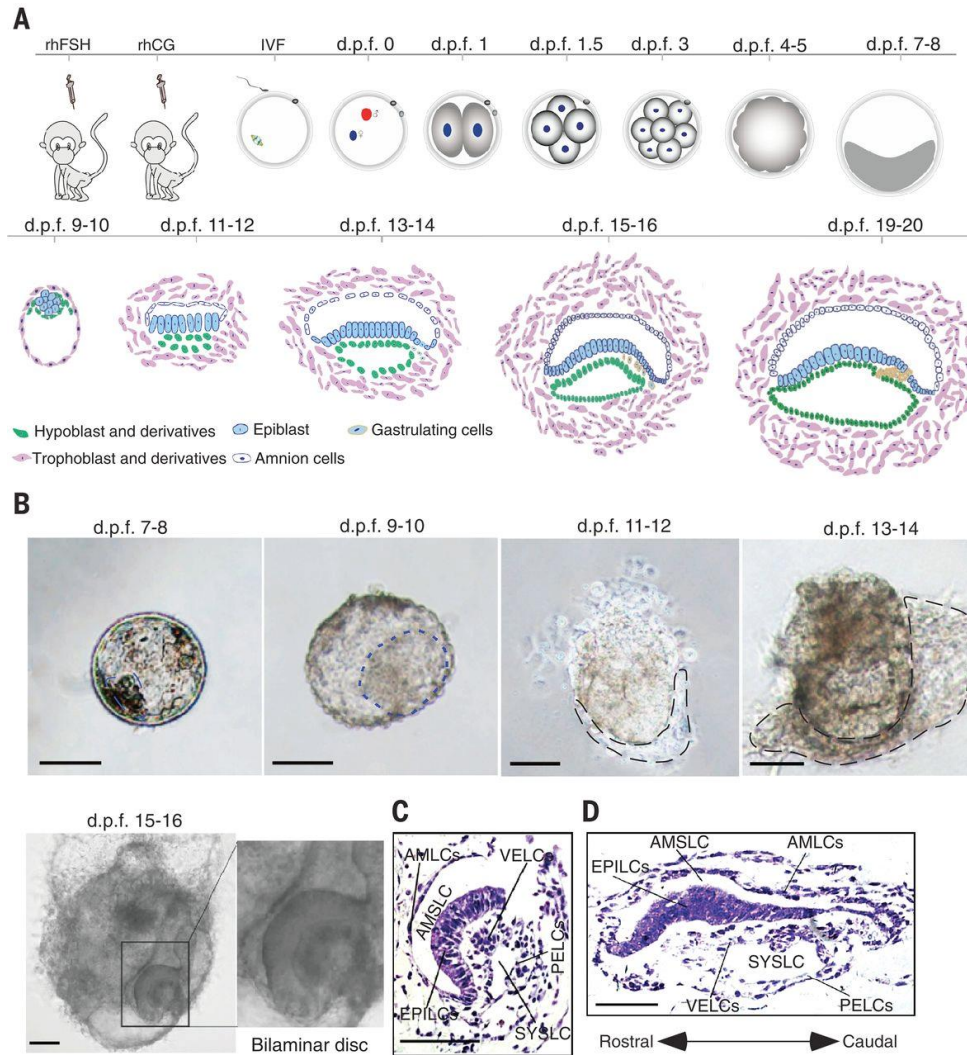 A
rhFSH rhCG IVF d.p.f. 0 d.p.f. 1 d.p.f. 1.5 d.p.f. 3 d.p.f. 4-5 d.p.f. 7-8
♂
♀
d.p.f. 9-10 d.p.f. 11-12 d.p.f. 13-14 d.p.f. 15-16 d.p.f. 19-20
Hypoblast and derivatives Epiblast Gastrulating cells
Trophoblast and derivatives Amnion cells
B
d.p.f. 7-8 d.p.f. 9-10 d.p.f. 11-12 d.p.f. 13-14
d.p.f. 15-16
Bilaminar disc
C
AMLCs VELCs
AMSLC
PELCs
EPILCs
SYSLC
D
AMSLC AMLCs
EPILCs
SYSLC
VELCs PELCs
Rostral Caudal